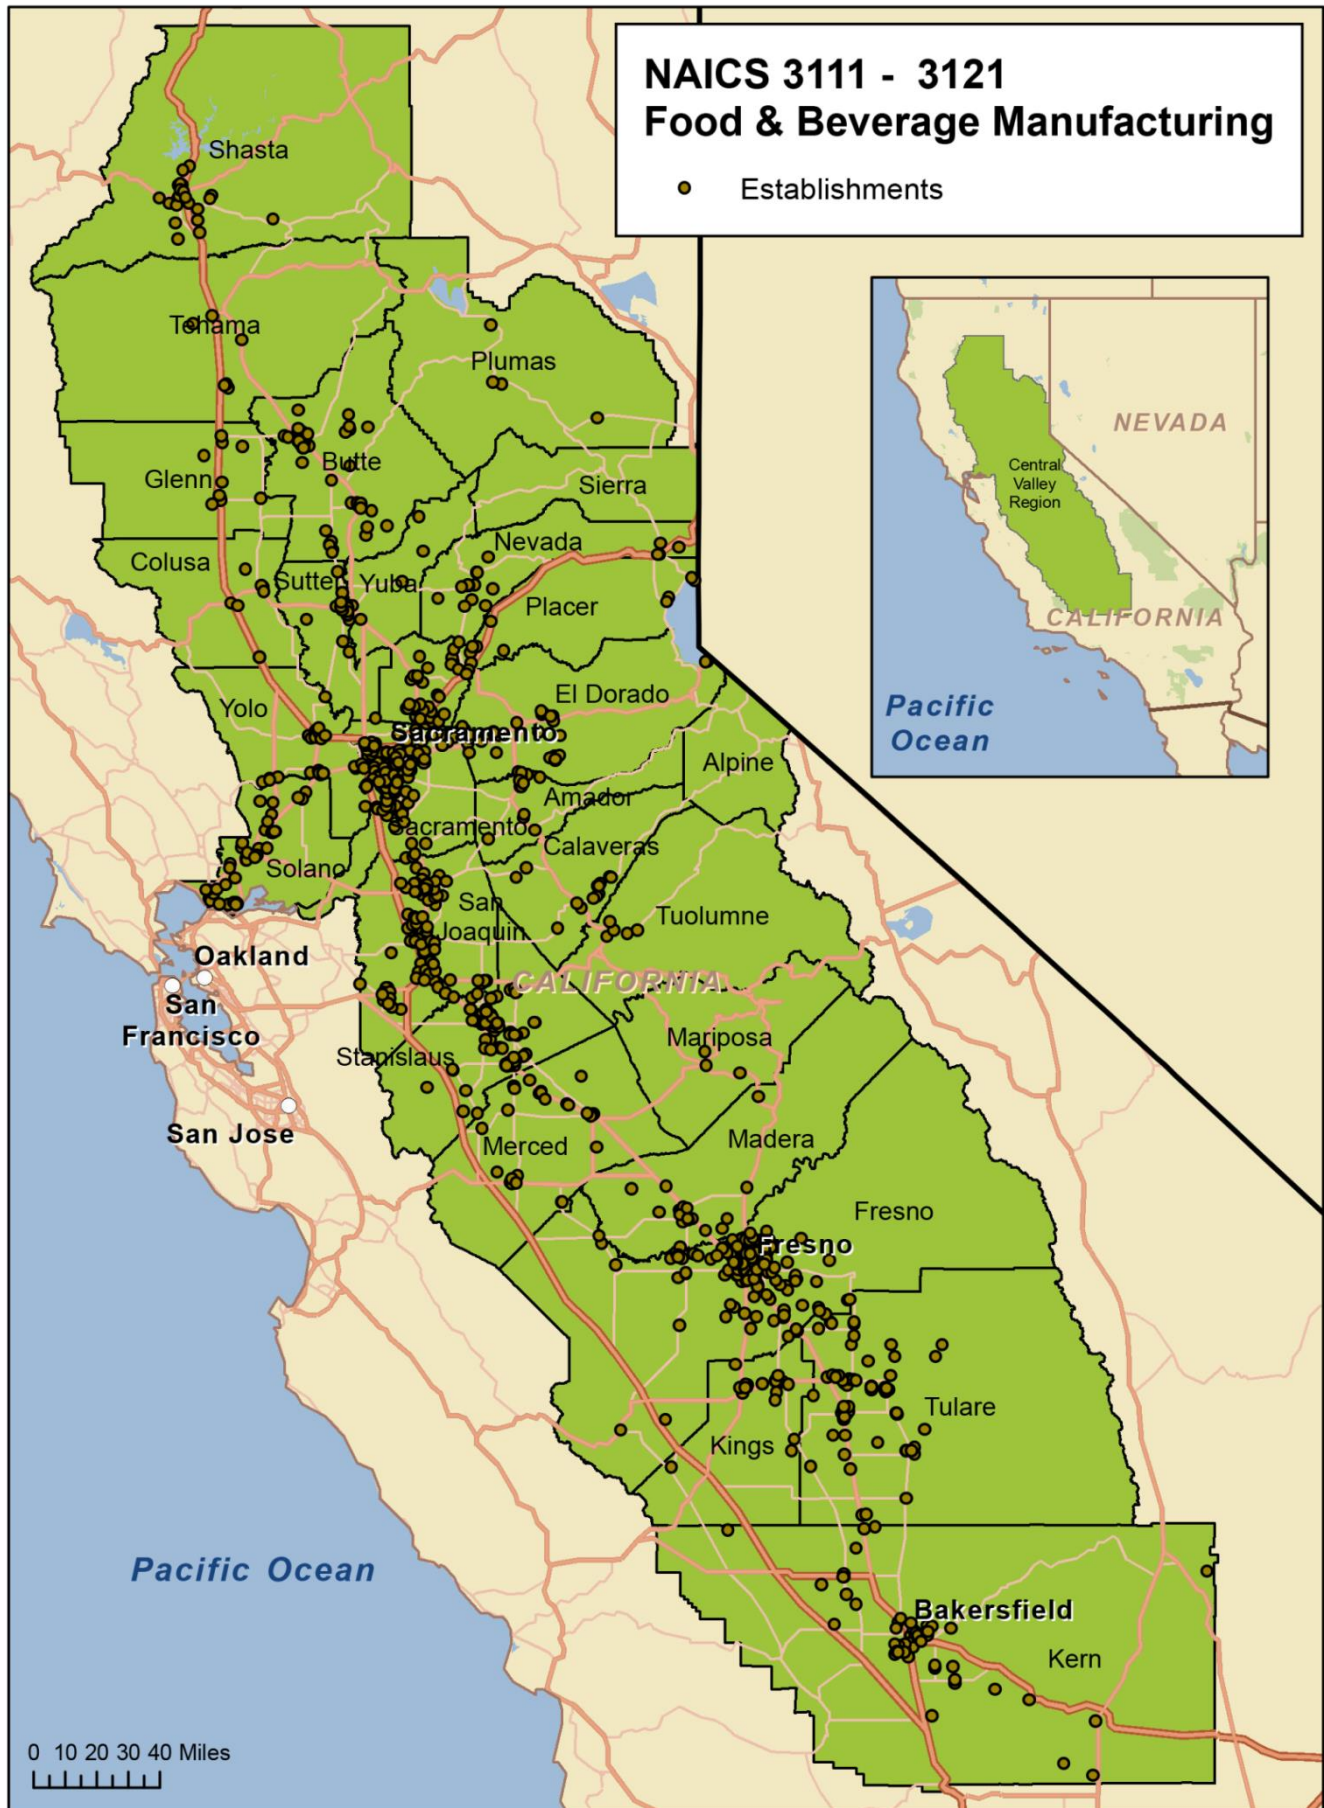 NAICS 3111 - 3121
Food & Beverage Manufacturing
Establishments
Shasta
Tehama
Plumas
Butte
Glenn
Sierra
Colusa
Nevada
Sutter
Yuba
Placer
Yolo
El Dorado
Sacramento
Alpine
Amador
Sacramento
Calaveras
Solano
San
Joaquin
Tuolumne
Oakland
San
Francisco
CALIFORNIA
Mariposa
Stanislaus
San Jose
Merced
Madera
Fresno
Fresno
Tulare
Kings
Pacific Ocean
Bakersfield
Kern
0 10 20 30 40 Miles
NEVADA
Central
Valley
Region
CALIFORNIA
Pacific
Ocean